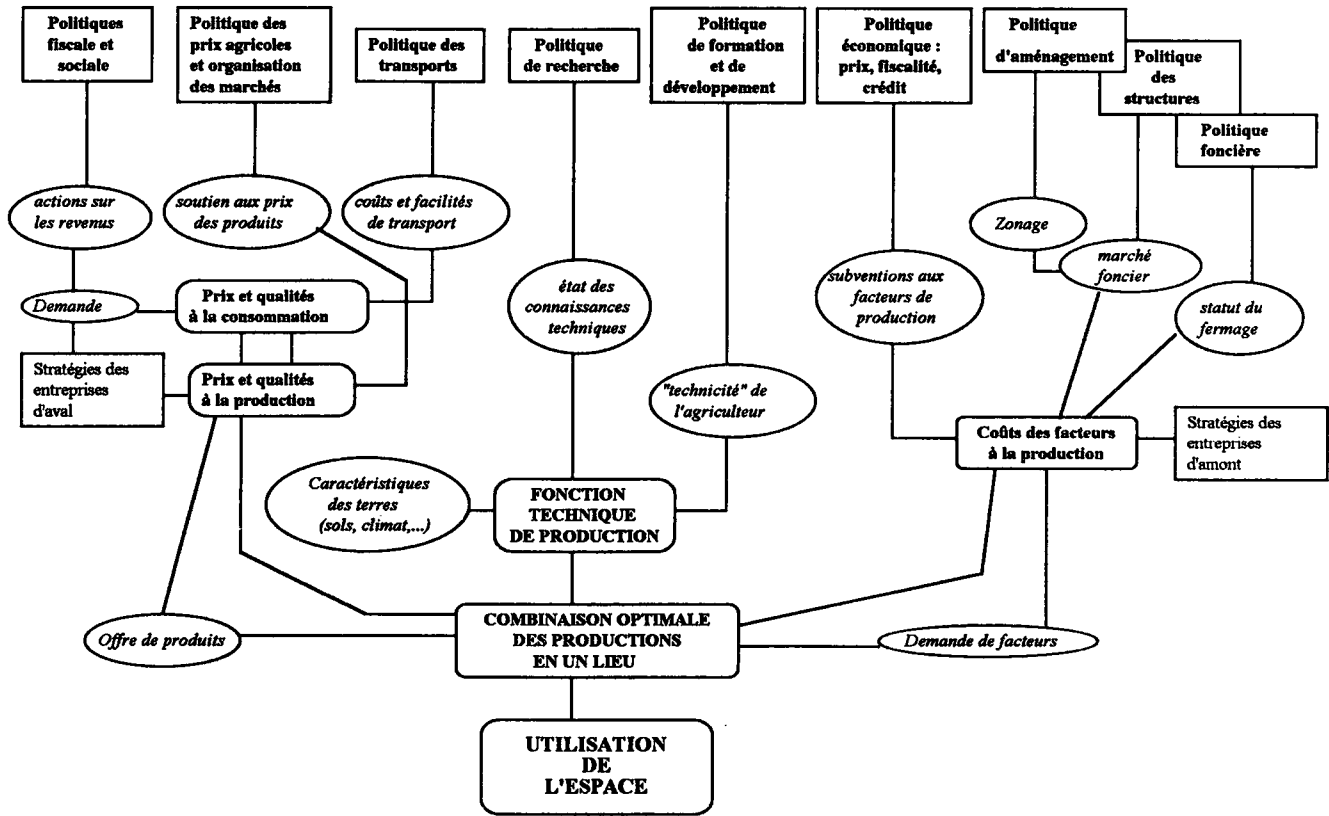 Politiques
fiscale et
sociale
Politique des
prix agricoles
et organisation
des marchés
Politique des
transports
Politique
de recherche
Politique
de formation
et de
développement
Politique
économique :
prix, fiscalité,
crédit
Politique
d'aménagement
Politique
des
structures
Politique
foncière
actions sur
les revenus
soutien aux prix
des produits
coûts et facilités
de transport
Zonage
marché
foncier
état des
connaissances
techniques
subventions aux
facteurs de
production
statut du
fermage
Demande
Prix et qualités
à la consommation
Stratégies des
entreprises
d'aval
Prix et qualités
à la production
"technicité" de
l'agriculteur
Coûts des facteurs
à la production
Stratégies des
entreprises
d'amont
Caractéristiques
des terres
(sols, climat,...)
FONCTION
TECHNIQUE
DE PRODUCTION
Offre de produits
COMBINAISON OPTIMALE
DES PRODUCTIONS
EN UN LIEU
Demande de facteurs
UTILISATION
DE
L'ESPACE